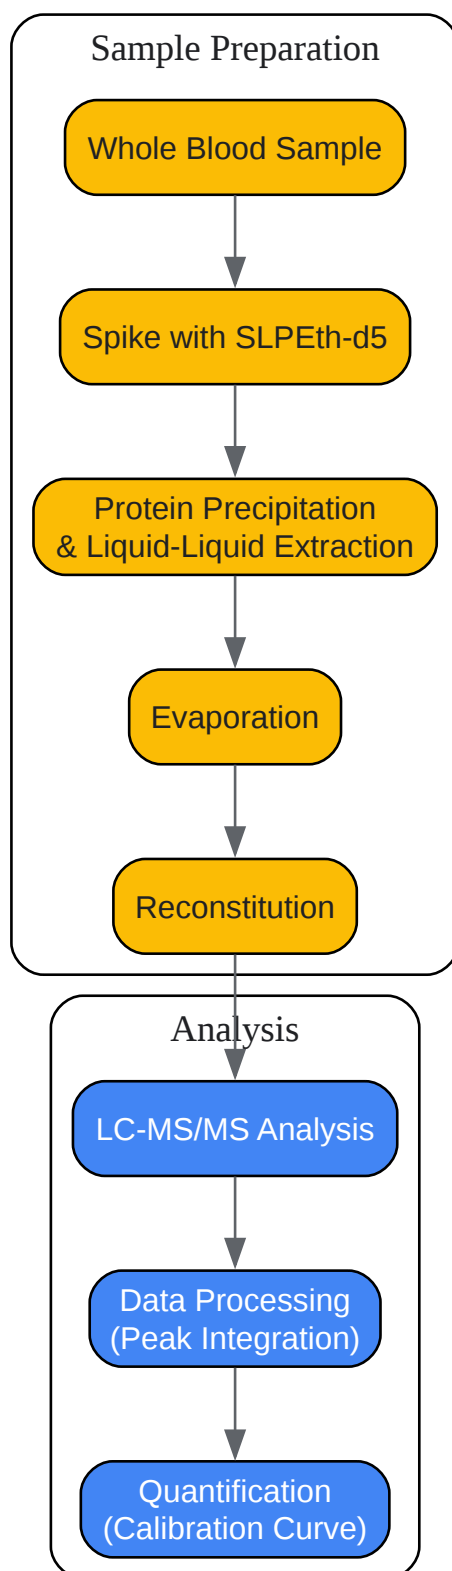 Sample Preparation
Whole Blood Sample
Spike with SLPEth-d5
Protein Precipitation
& Liquid-Liquid Extraction
Evaporation
Reconstitution
Analysis
LC-MS/MS Analysis
Data Processing
(Peak Integration)
Quantification
(Calibration Curve)